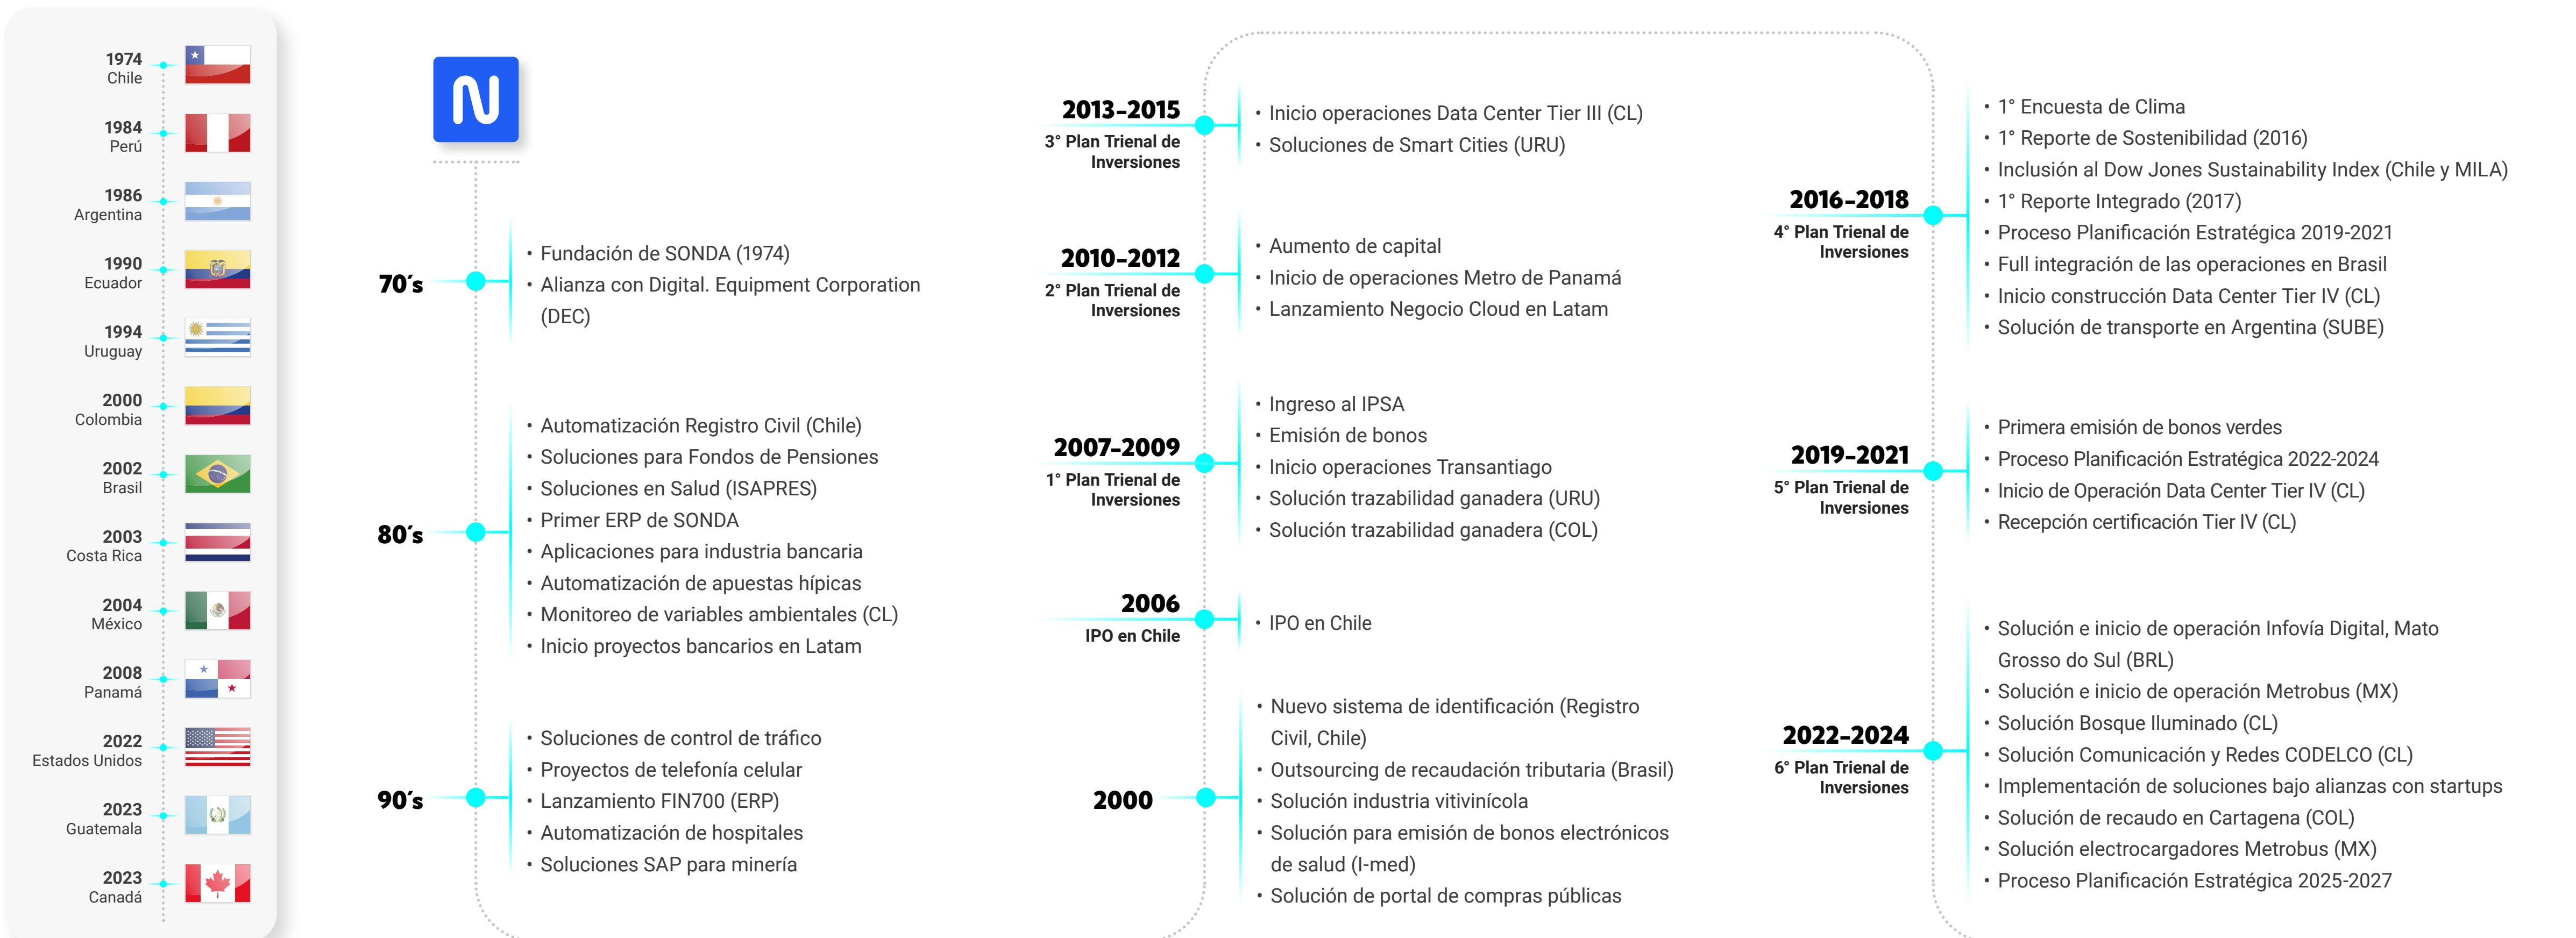 1974
Chile
1984
Perú
1986
Argentina
1990
Ecuador
1994
Uruguay
2000
Colombia
2002
Brasil
2003
Costa Rica
2004
México
2008
Panamá
2022
Estados Unidos
2023
Guatemala
2023
Canadá
70´s
• Fundación de SONDA (1974)
• Alianza con Digital. Equipment Corporation
(DEC)
80´s
• Automatización Registro Civil (Chile)
• Soluciones para Fondos de Pensiones
• Soluciones en Salud (ISAPRES)
• Primer ERP de SONDA
• Aplicaciones para industria bancaria
• Automatización de apuestas hípicas
• Monitoreo de variables ambientales (CL)
• Inicio proyectos bancarios en Latam
90´s
• Soluciones de control de tráfico
• Proyectos de telefonía celular
• Lanzamiento FIN700 (ERP)
• Automatización de hospitales
• Soluciones SAP para minería
2000
• Nuevo sistema de identificación (Registro
Civil, Chile)
• Outsourcing de recaudación tributaria (Brasil)
• Solución industria vitivinícola
• Solución para emisión de bonos electrónicos
de salud (I-med)
• Solución de portal de compras públicas
2006
IPO en Chile
• IPO en Chile
2007-2009
1° Plan Trienal de
Inversiones
• Ingreso al IPSA
• Emisión de bonos
• Inicio operaciones Transantiago
• Solución trazabilidad ganadera (URU)
• Solución trazabilidad ganadera (COL)
2010-2012
2° Plan Trienal de
Inversiones
• Aumento de capital
• Inicio de operaciones Metro de Panamá
• Lanzamiento Negocio Cloud en Latam
2013-2015
3° Plan Trienal de
Inversiones
• Inicio operaciones Data Center Tier III (CL)
• Soluciones de Smart Cities (URU)
2016-2018
4° Plan Trienal de
Inversiones
• 1° Encuesta de Clima
• 1° Reporte de Sostenibilidad (2016)
• Inclusión al Dow Jones Sustainability Index (Chile y MILA)
• 1° Reporte Integrado (2017)
• Proceso Planificación Estratégica 2019-2021
• Full integración de las operaciones en Brasil
• Inicio construcción Data Center Tier IV (CL)
• Solución de transporte en Argentina (SUBE)
2019-2021
5° Plan Trienal de
Inversiones
• Primera emisión de bonos verdes
• Proceso Planificación Estratégica 2022-2024
• Inicio de Operación Data Center Tier IV (CL)
• Recepción certificación Tier IV (CL)
2022-2024
6° Plan Trienal de
Inversiones
• Solución e inicio de operación Infovía Digital, Mato
Grosso do Sul (BRL)
• Solución e inicio de operación Metrobus (MX)
• Solución Bosque Iluminado (CL)
• Solución Comunicación y Redes CODELCO (CL)
• Implementación de soluciones bajo alianzas con startups
• Solución de recaudo en Cartagena (COL)
• Solución electrocargadores Metrobus (MX)
• Proceso Planificación Estratégica 2025-2027